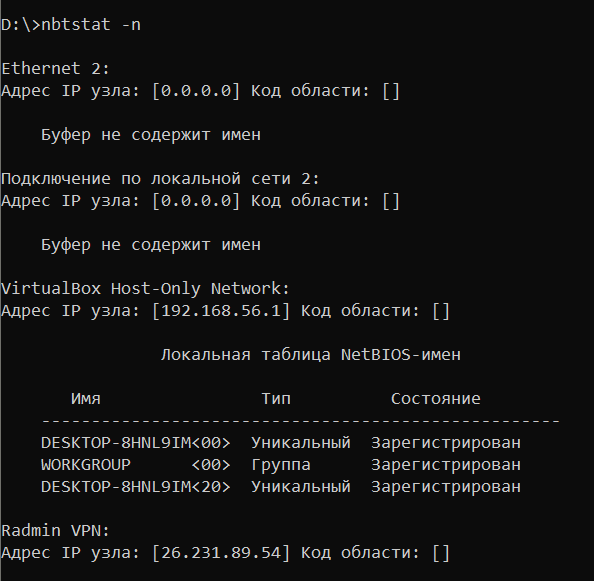 D:\>nbtstat -n
Ethernet 2:
Адрес IP узла: [0.0.0.0] Код области: []
Буфер не содержит имен
Подключение по локальной сети 2:
Адрес IP узла: [0.0.0.0] Код области: []
Буфер не содержит имен
VirtualBox Host-Only Network:
Адрес IP узла: [192.168.56.1] Код области: []
Локальная таблица NetBIOS-имен
Имя Тип Состояние
----------------------------------------------------
DESKTOP-8HNL9IM<00> Уникальный Зарегистрирован
WORKGROUP <00> Группа Зарегистрирован
DESKTOP-8HNL9IM<20> Уникальный Зарегистрирован
Radmin VPN:
Адрес IP узла: [26.231.89.54] Код области: []